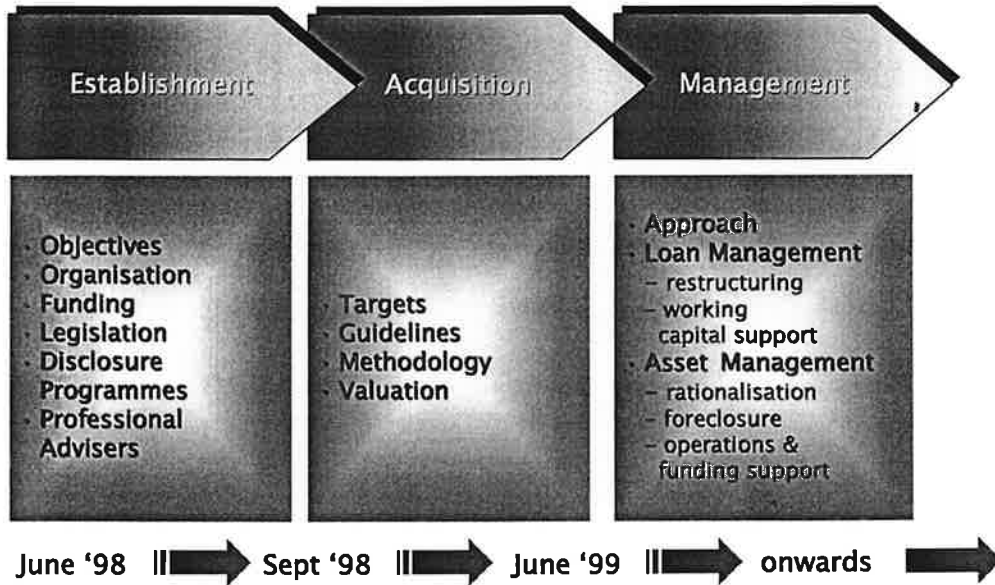 Establishment
Acquisition
Management
· Objectives
· Organisation
· Funding
· Legislation
· Disclosure
Programmes
· Professional
Advisers
· Targets
· Guidelines
· Methodology
· Valuation
· Approach
· Loan Management
– restructuring
– working
capital support
· Asset Management
– rationalisation
– foreclosure
– operations &
funding support
June '98
Sept '98
June '99
onwards